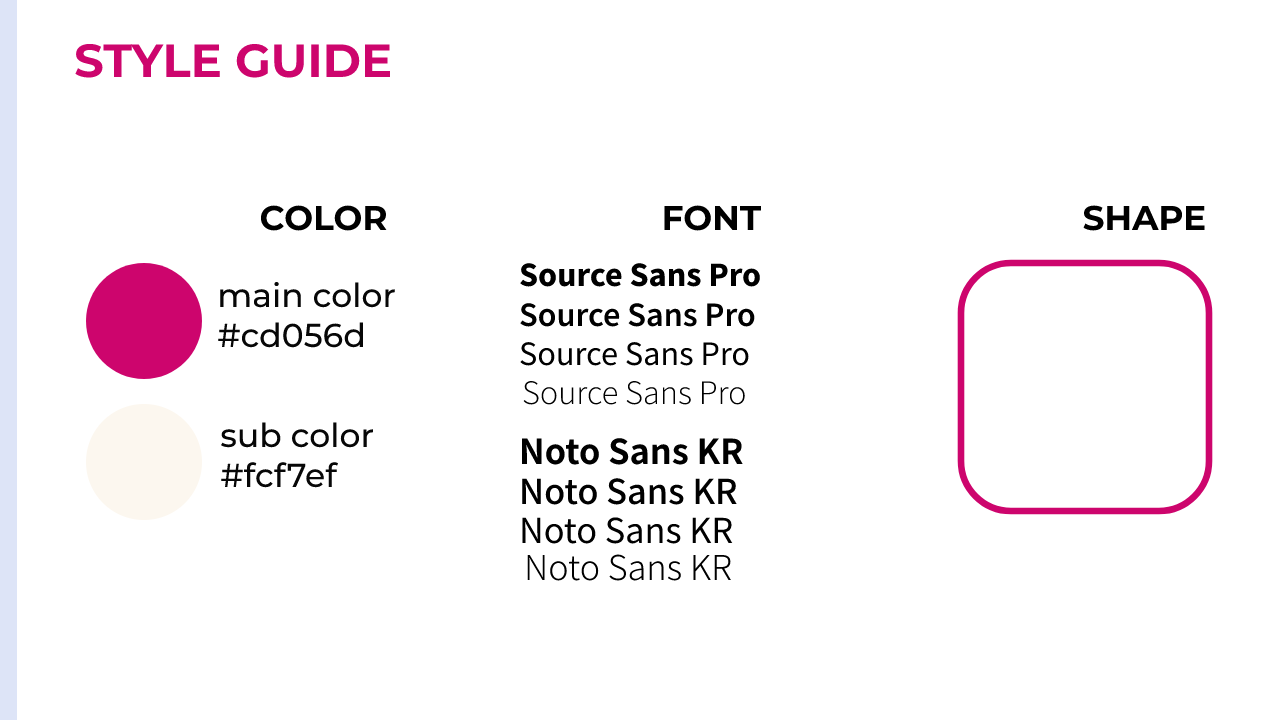 STYLE GUIDE
COLOR
main color
#cd056d
sub color
#fcf7ef
FONT
Source Sans Pro
Source Sans Pro
Source Sans Pro
Source Sans Pro
Noto Sans KR
Noto Sans KR
Noto Sans KR
Noto Sans KR
SHAPE